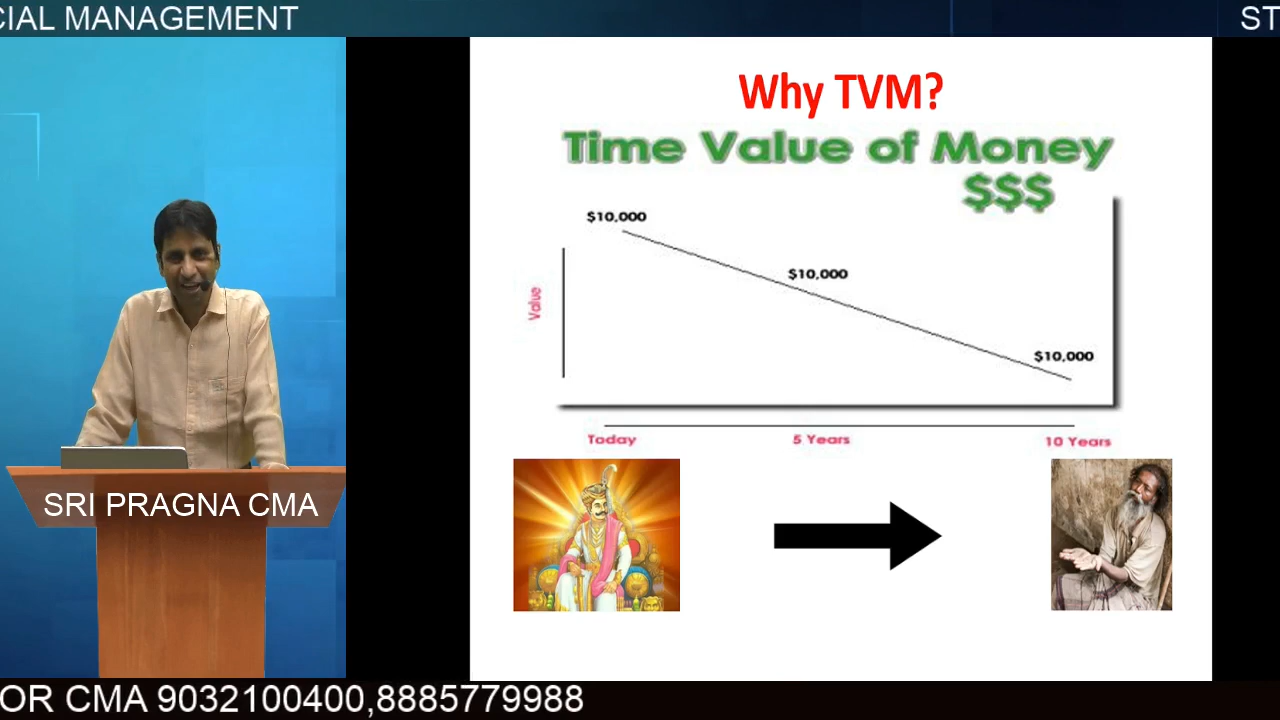 CIAL MANAGEMENT
ST
Why TVM?
Time Value of Money
$$$
$10,000
$10,000
$10,000
Value
Today
5 Years
10 Years
SRI PRAGNA CMA
OR CMA 9032100400,8885779988